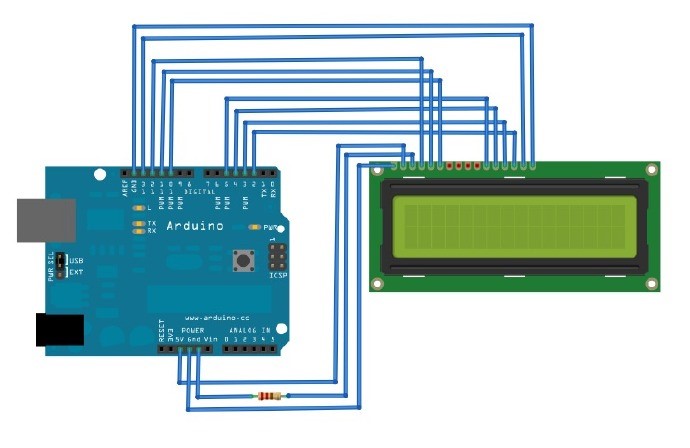 AREF
GND
13
12
11
10
9
8
7
6
5
4
3
2
1
0
PWM
PWM
PWM
PWM
PWM
PWM
TX
RX
DIGITAL
L
TX
RX
Arduino
PWR
1
ICSP
PWR SEL
USB
EXT
www.arduino.cc
RESET
3V3
5V
Gnd
Vin
POWER
ANALOG IN
0 1 2 3 4 5